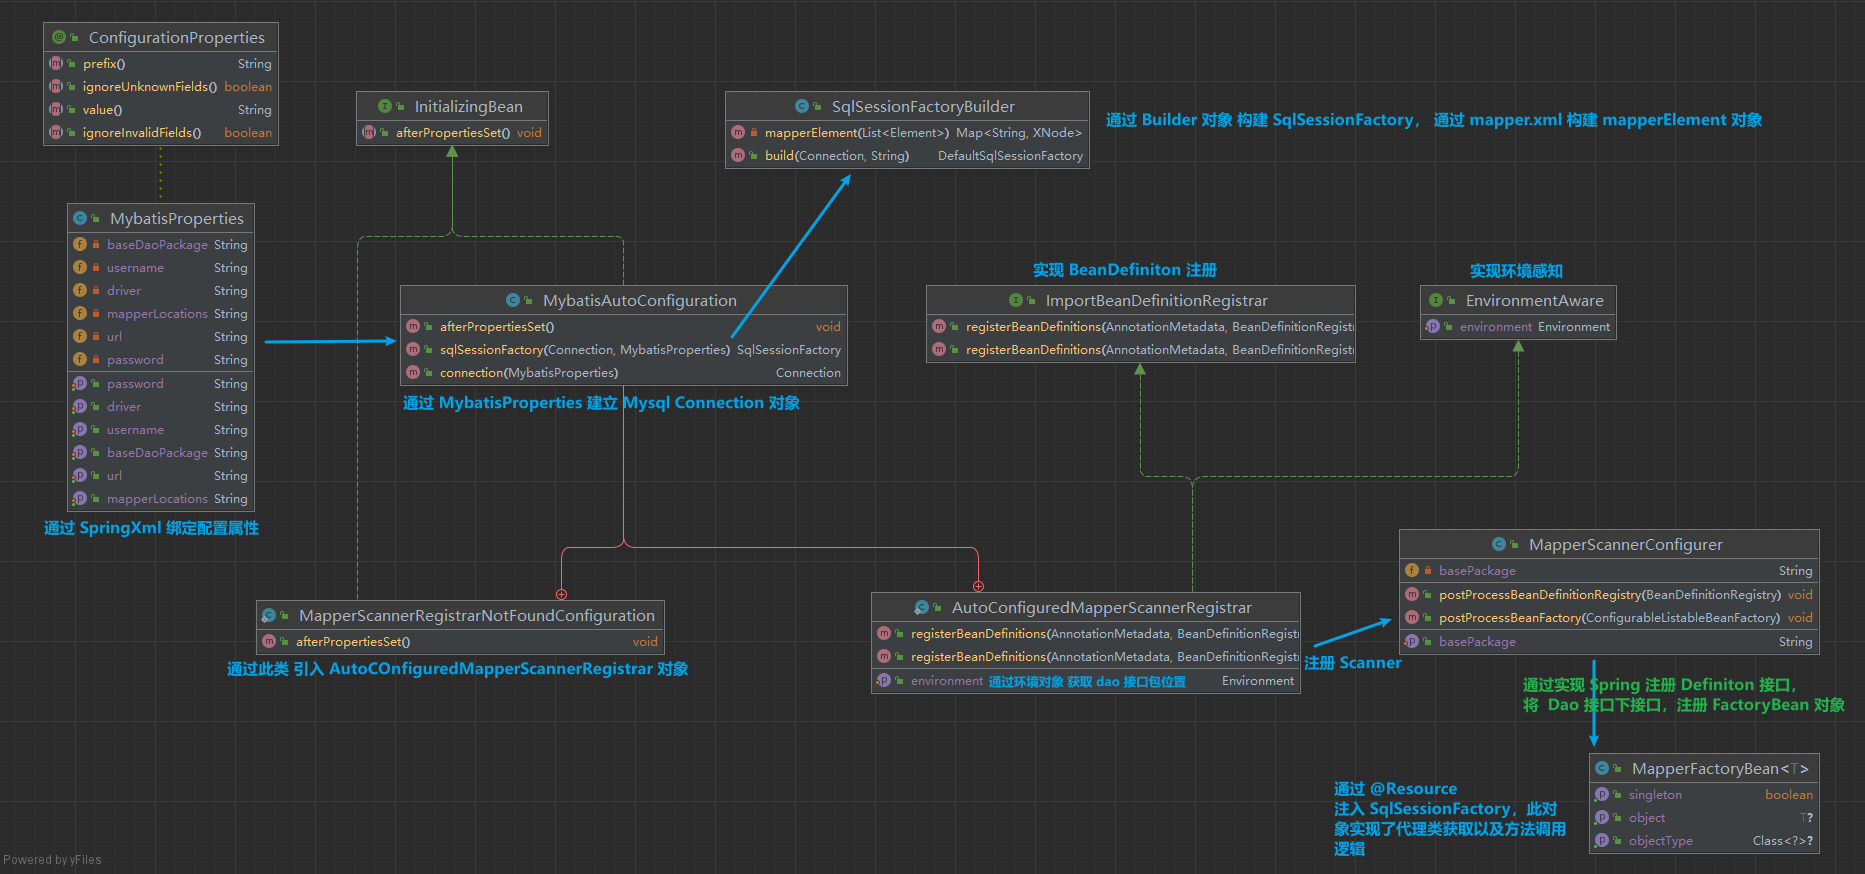 ConfigurationProperties
prefix() String
ignoreUnknownFields() boolean
value() String
ignoreInvalidFields() boolean
InitializingBean
afterPropertiesSet() void
SqlSessionFactoryBuilder
mapperElement(List<Element>) Map<String, XNode>
build(Connection, String) DefaultSqlSessionFactory
通过 Builder 对象 构建 SqlSessionFactory， 通过 mapper.xml 构建 mapperElement 对象
MybatisProperties
baseDaoPackage String
username String
driver String
mapperLocations String
url String
password String
password String
driver String
username String
baseDaoPackage String
url String
mapperLocations String
通过 SpringXml 绑定配置属性
MybatisAutoConfiguration
afterPropertiesSet() void
sqlSessionFactory(Connection, MybatisProperties) SqlSessionFactory
connection(MybatisProperties) Connection
通过 MybatisProperties 建立 Mysql Connection 对象
实现 BeanDefiniton 注册
ImportBeanDefinitionRegistrar
registerBeanDefinitions(AnnotationMetadata, BeanDefinitionRegistr
registerBeanDefinitions(AnnotationMetadata, BeanDefinitionRegistr
实现环境感知
EnvironmentAware
environment Environment
MapperScannerRegistrarNotFoundConfiguration
afterPropertiesSet() void
通过此类 引入 AutoCOnfiguredMapperScannerRegistrar 对象
AutoConfiguredMapperScannerRegistrar
registerBeanDefinitions(AnnotationMetadata, BeanDefinitionRegistr
registerBeanDefinitions(AnnotationMetadata, BeanDefinitionRegistr
environment 通过环境对象 获取 dao 接口包位置 Environment
注册 Scanner
MapperScannerConfigurer
basePackage String
postProcessBeanDefinitionRegistry(BeanDefinitionRegistry) void
postProcessBeanFactory(ConfigurableListableBeanFactory) void
basePackage String
通过实现 Spring 注册 Definiton 接口，
将 Dao 接口下接口，注册 FactoryBean 对象
MapperFactoryBean<T>
singleton boolean
object T?
objectType Class<?>?
通过 @Resource
注入 SqlSessionFactory，此对
象实现了代理类获取以及方法调用
逻辑
Powered by yFiles